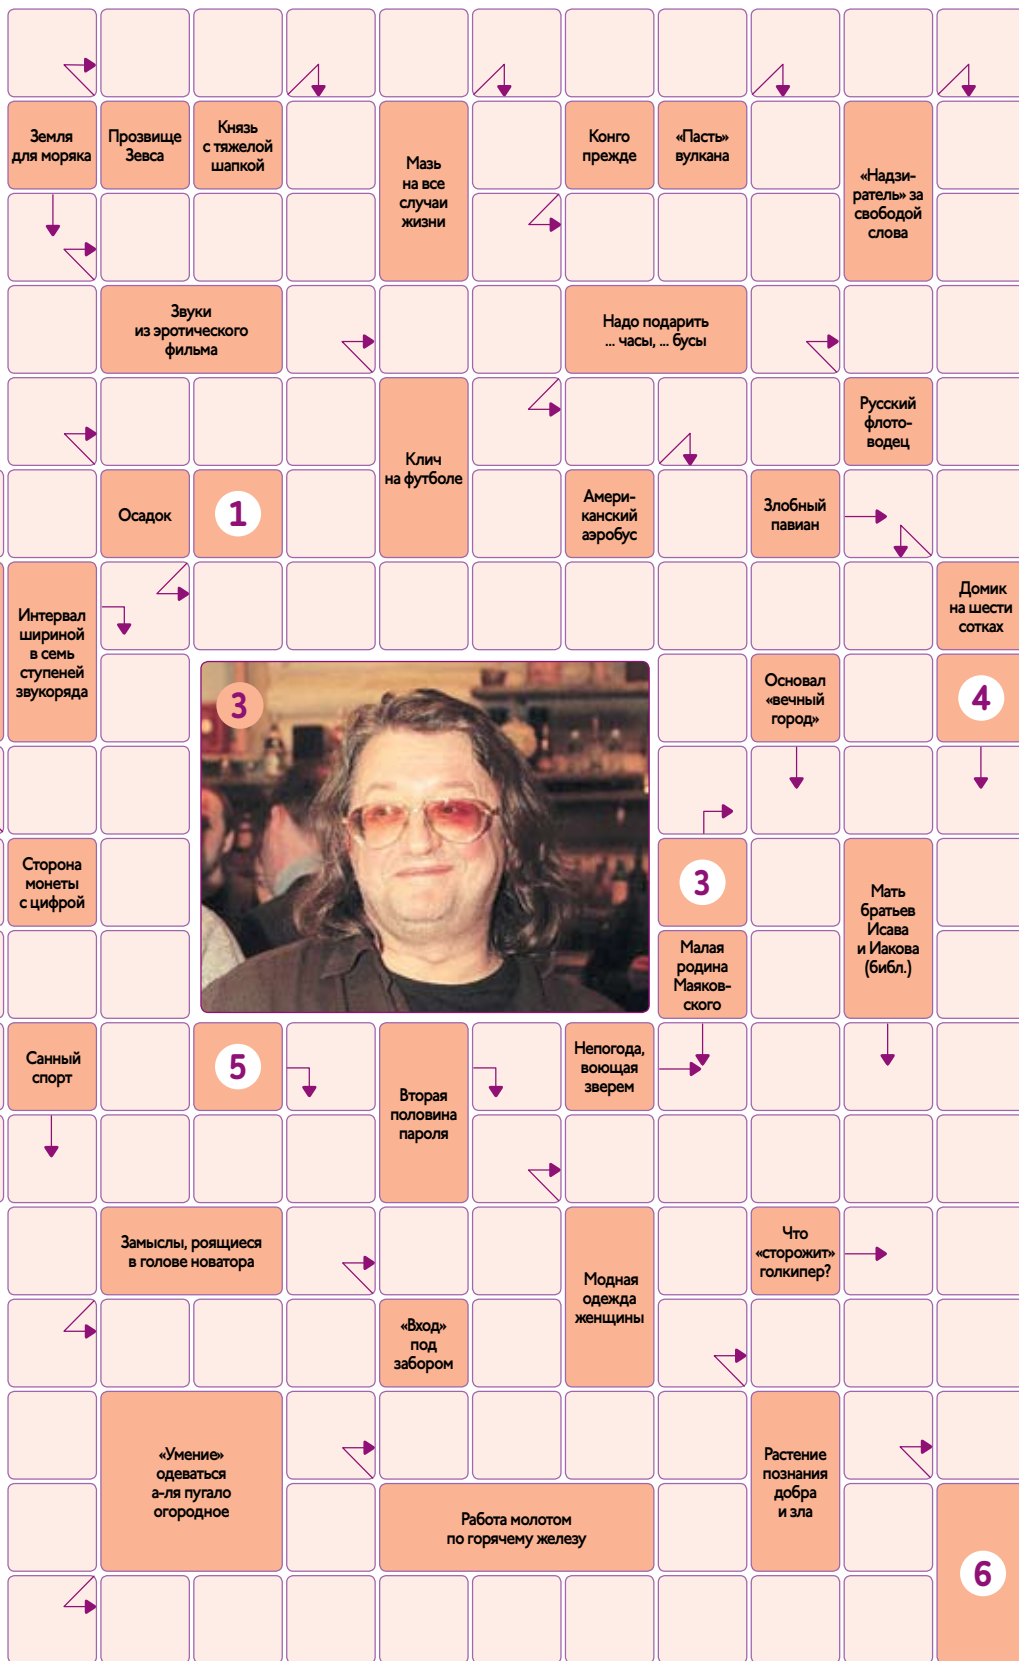 Земля
для моряка
Прозвище
Зевса
Князь
с тяжелой
шапкой
Мазь
на все
случаи
жизни
Конго
прежде
«Пасть»
вулкана
«Надзи-
ратель» за
свободой
слова
Звуки
из эротического
фильма
Надо подарить
... часы, ... бусы
Клич
на футболе
Русский
флото-
водец
Осадок
1
Амери-
канский
аэробус
Злобный
павиан
Интервал
шириной
в семь
ступеней
звукоряда
Домик
на шести
сотках
3
Основал
«вечный
город»
4
Сторона
монеты
с цифрой
3
Мать
братьев
Исава
и Иакова
(библ.)
Малая
родина
Маяков-
ского
Санный
спорт
5
Вторая
половина
пароля
Непогода,
воющая
зверем
Замыслы, роящиеся
в голове новатора
Модная
одежда
женщины
Что
«сторожит»
голкипер?
«Вход»
под
забором
«Умение»
одеваться
а-ля пугало
огородное
Растение
познания
добра
и зла
Работа молотом
по горячему железу
6